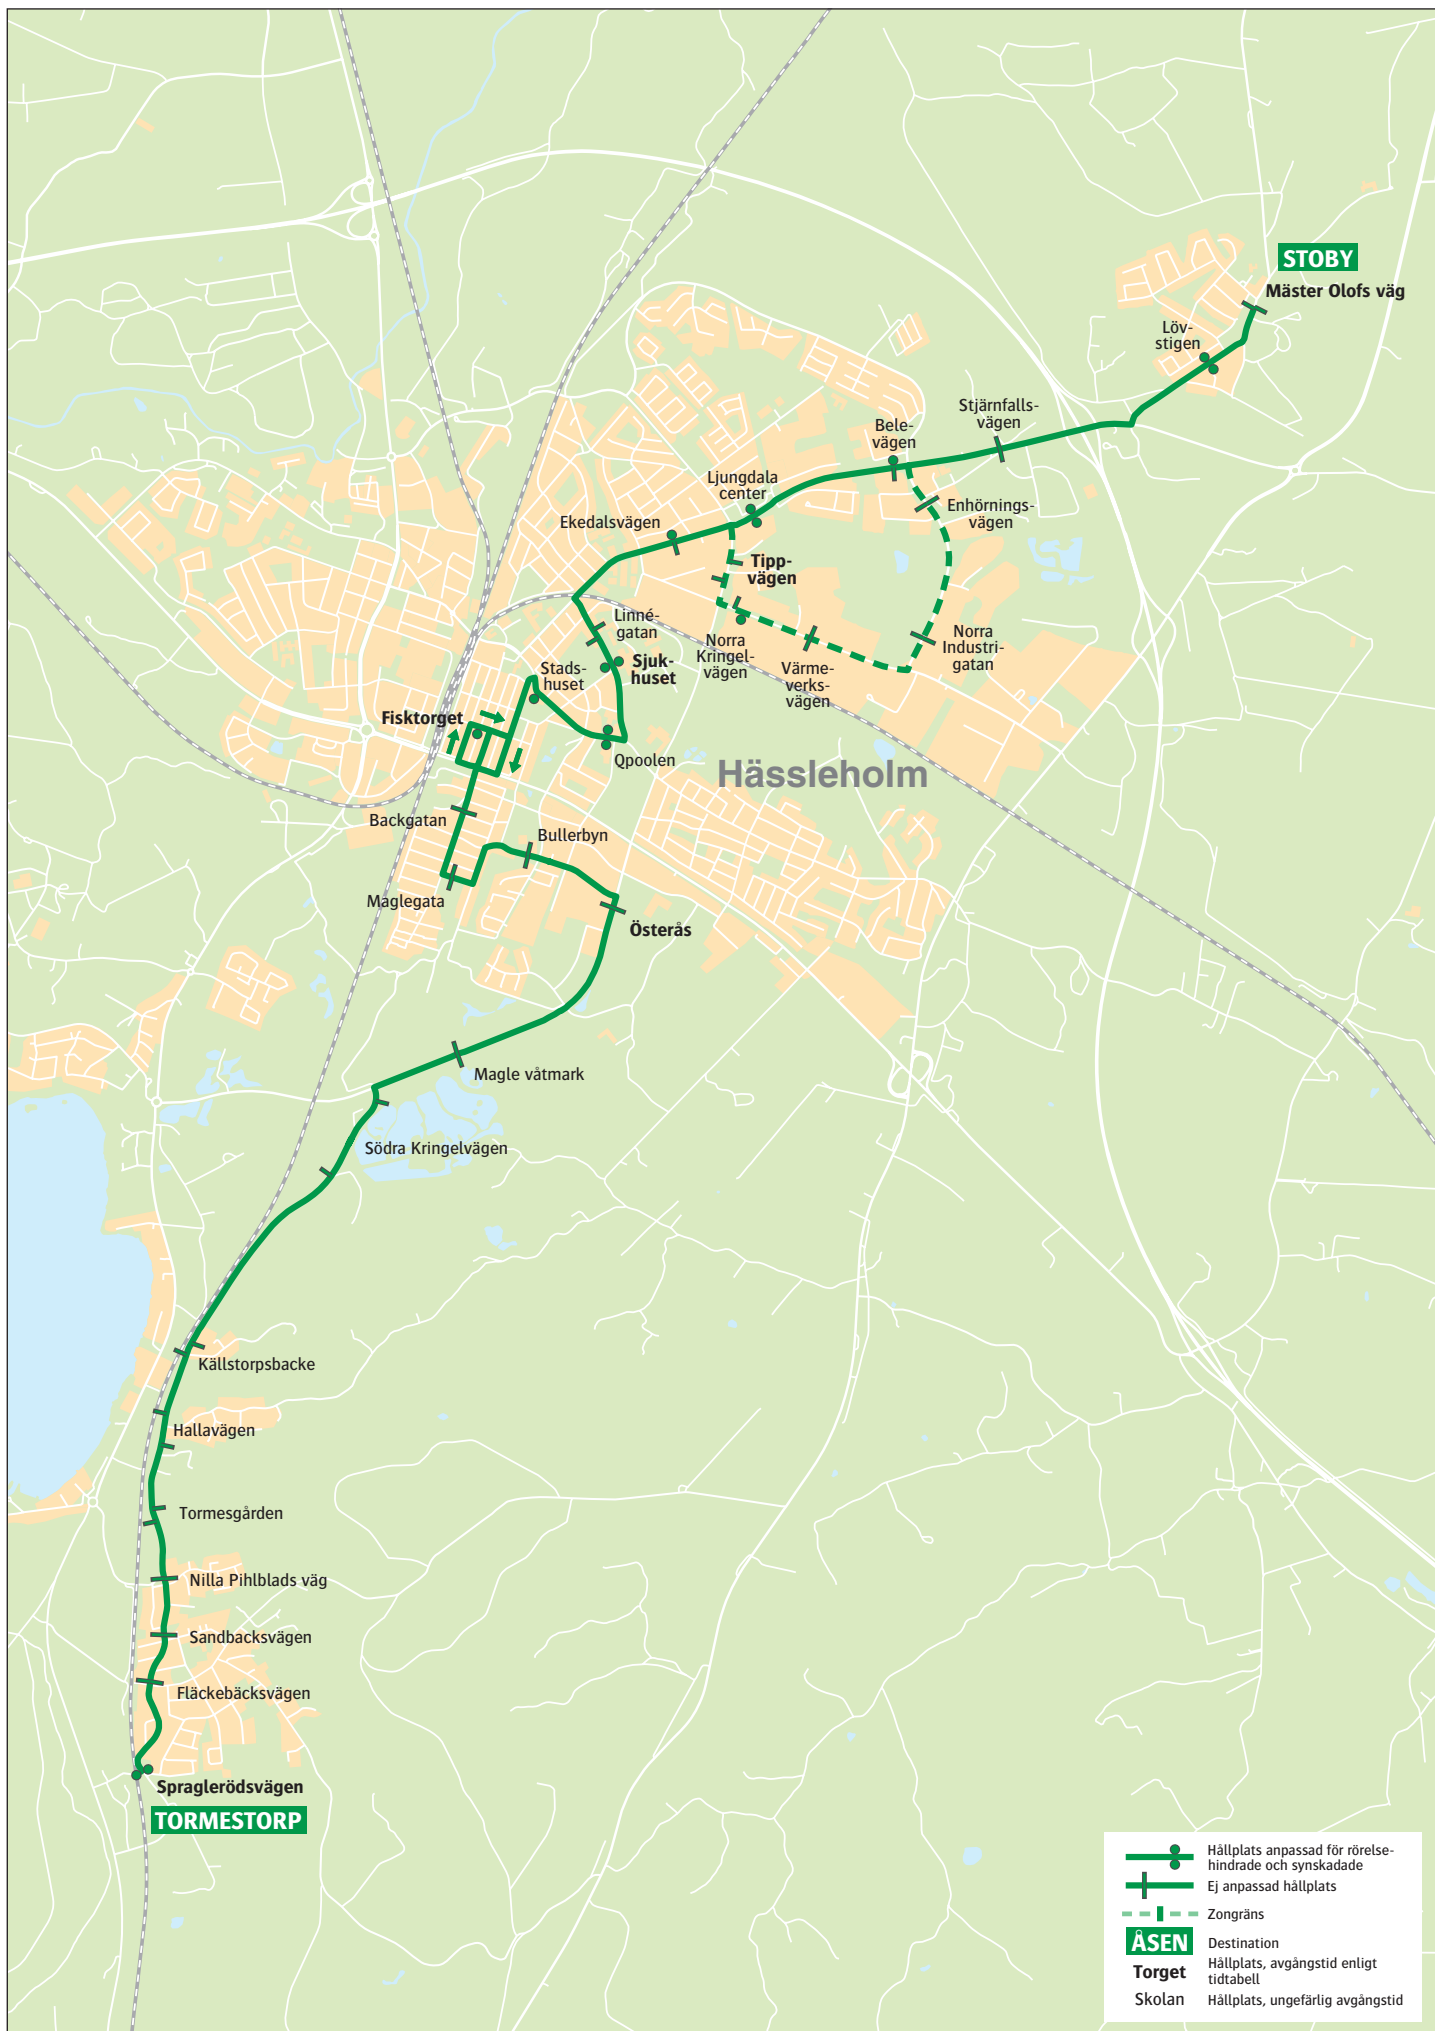 STOBY
Mäster Olofs väg
Löv-
stigen
Stjärnfalls-
vägen
Bele-
vägen
Ljungdala
center
Enhörnings-
vägen
Ekedalsvägen
Tipp-
vägen
Linné-
gatan
Norra
Kringel-
vägen
Norra
Industri-
gatan
Värme-
verks-
vägen
Sjuk-
huset
Stads-
huset
Fisktorget
Qpoolen
Hässleholm
Backgatan
Bullerbyn
Maglegata
Österås
Magle våtmark
Södra Kringelvägen
Källstorpsbacke
Hallavägen
Tormesgården
Nilla Pihlblads väg
Sandbacksvägen
Fläckebäcksvägen
Spraglerödsvägen
TORMESTORP
Hållplats anpassad för rörelse-
hindrade och synskadade
Ej anpassad hållplats
Zongräns
ÅSEN Destination
Torget Hållplats, avgångstid enligt
tidtabell
Skolan Hållplats, ungefärlig avgångstid